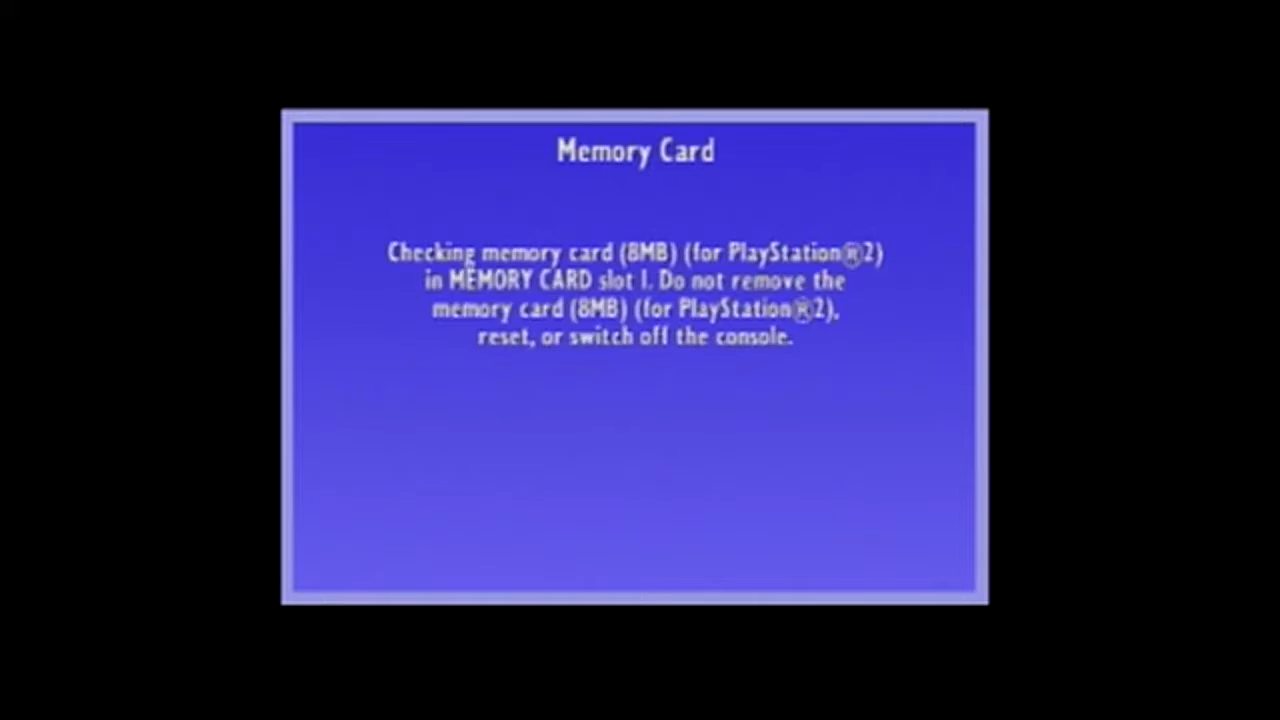 Memory Card
Checking memory card (8MB) (for PlayStation®2)
in MEMORY CARD slot 1. Do not remove the
memory card (8MB) (for PlayStation®2),
reset, or switch off the console.